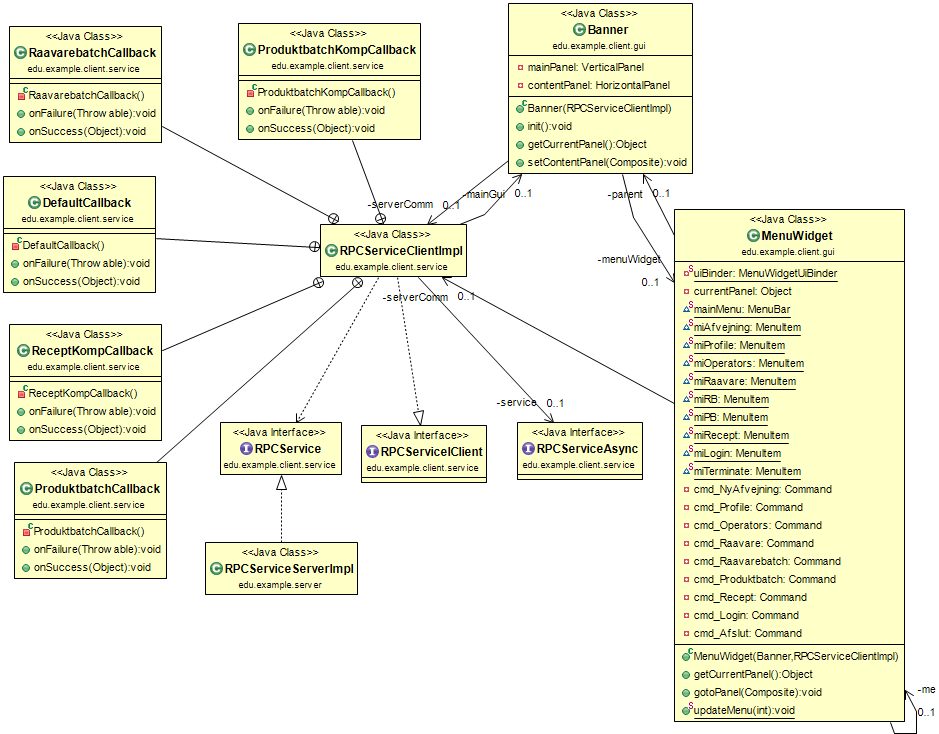 <<Java Class>>
RaavarebatchCallback
edu.example.client.service
RaavarebatchCallback()
onFailure(Throwable):void
onSuccess(Object):void
<<Java Class>>
ProduktbatchKompCallback
edu.example.client.service
ProduktbatchKompCallback()
onFailure(Throwable):void
onSuccess(Object):void
<<Java Class>>
Banner
edu.example.client.gui
mainPanel: VerticalPanel
contentPanel: HorizontalPanel
Banner(RPCServiceClientImpl)
init():void
getCurrentPanel():Object
setContentPanel(Composite):void
<<Java Class>>
DefaultCallback
edu.example.client.service
DefaultCallback()
onFailure(Throwable):void
onSuccess(Object):void
-serverComm 0..1
-mainGui 0..1
-parent 0..1
-menuWidget
0..1
<<Java Class>>
RPCServiceClientImpl
edu.example.client.service
-serverComm 0..1
<<Java Class>>
MenuWidget
edu.example.client.gui
uiBinder: MenuWidgetUiBinder
currentPanel: Object
mainMenu: MenuBar
miAfvejning: MenuItem
miProfile: MenuItem
miOperators: MenuItem
miRaavare: MenuItem
miRB: MenuItem
miPB: MenuItem
miRecept: MenuItem
miLogin: MenuItem
miTerminate: MenuItem
cmd_NyAfvejning: Command
cmd_Profile: Command
cmd_Operators: Command
cmd_Raavare: Command
cmd_Raavarebatch: Command
cmd_Produktbatch: Command
cmd_Recept: Command
cmd_Login: Command
cmd_Afslut: Command
MenuWidget(Banner,RPCServiceClientImpl)
getCurrentPanel():Object
gotoPanel(Composite):void
updateMenu(int):void
-me
0..1
<<Java Class>>
ReceptKompCallback
edu.example.client.service
ReceptKompCallback()
onFailure(Throwable):void
onSuccess(Object):void
-service 0..1
<<Java Interface>>
RPCService
edu.example.client.service
<<Java Interface>>
RPCServiceIClient
edu.example.client.service
<<Java Interface>>
RPCServiceAsync
edu.example.client.service
<<Java Class>>
ProduktbatchCallback
edu.example.client.service
ProduktbatchCallback()
onFailure(Throwable):void
onSuccess(Object):void
<<Java Class>>
RPCServiceServerImpl
edu.example.server